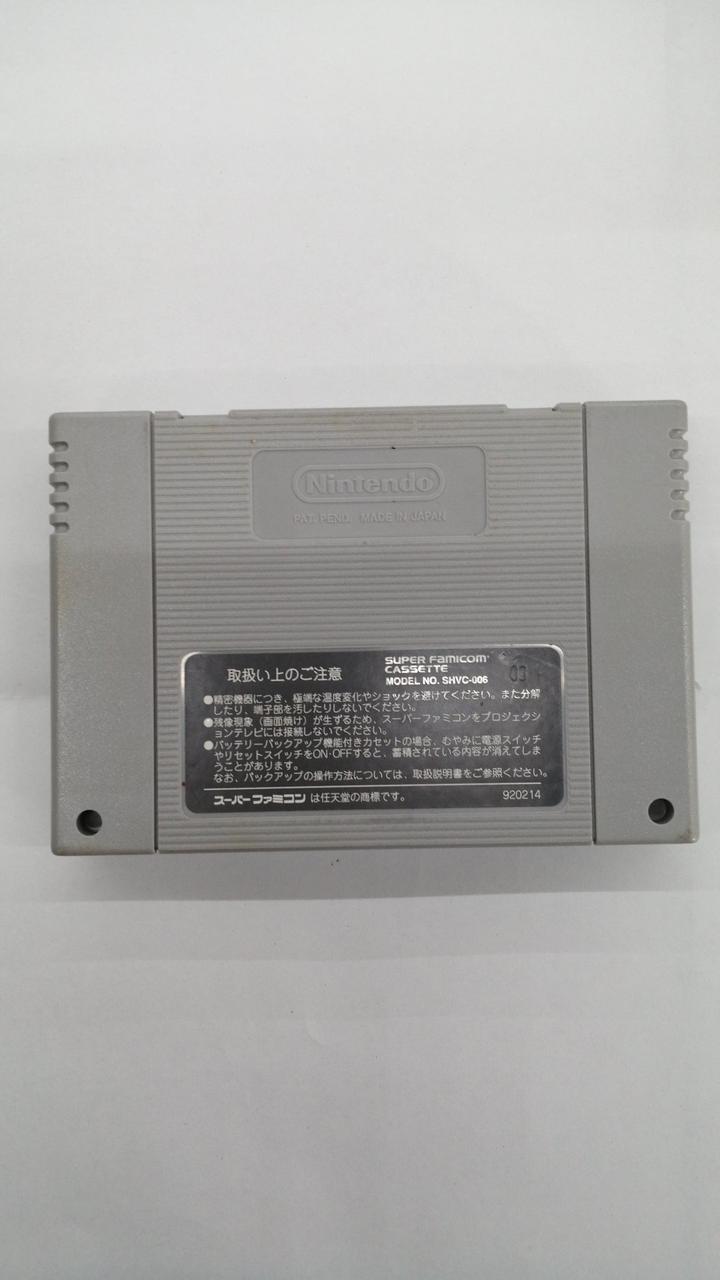 Nintendo
PAT. PEND. MADE IN JAPAN
取扱い上のご注意
SUPER FAMICOM
CASSETTE
MODEL NO. SHVC-006
03
●精密機器につき、極端な温度変化やショックを避けてください。また分解
したり、端子部を汚したりしないでください。
●残像現象(画面焼け)が生ずるため、スーパーファミコンをプロジェクシ
ョンテレビには接続しないでください。
●バッテリーバックアップ機能付きカセットの場合、むやみに電源スイッチ
やリセットスイッチをON・OFFすると、蓄積されている内容が消えてしま
うことがあります。
なお、バックアップの操作方法については、取扱説明書をご参照ください。
スーパーファミコン は任天堂の商標です。
920214